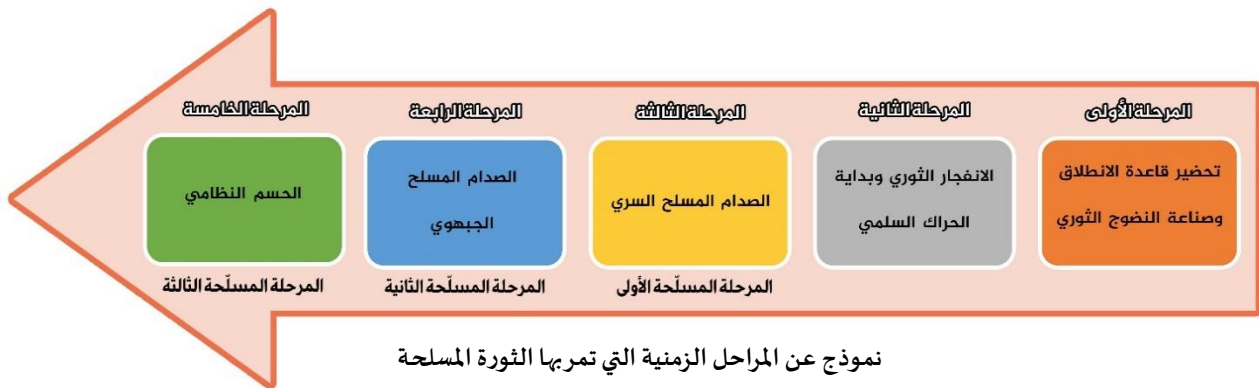 المرحلة الأولى
المرحلة الثانية
المرحلة الثالثة
المرحلة الرابعة
المرحلة الخامسة
تحضير قاعدة الانطلاق
وصناعة النضوج الثوري
الانفجار الثوري وبداية
الحراك السلمي
الصدام المسلح السري
الصدام المسلح
الجبهوي
الحسم النظامي
المرحلة المسلّحة الأولى
المرحلة المسلّحة الثانية
المرحلة المسلّحة الثالثة
نموذج عن المراحل الزمنية التي تمر بها الثورة المسلحة